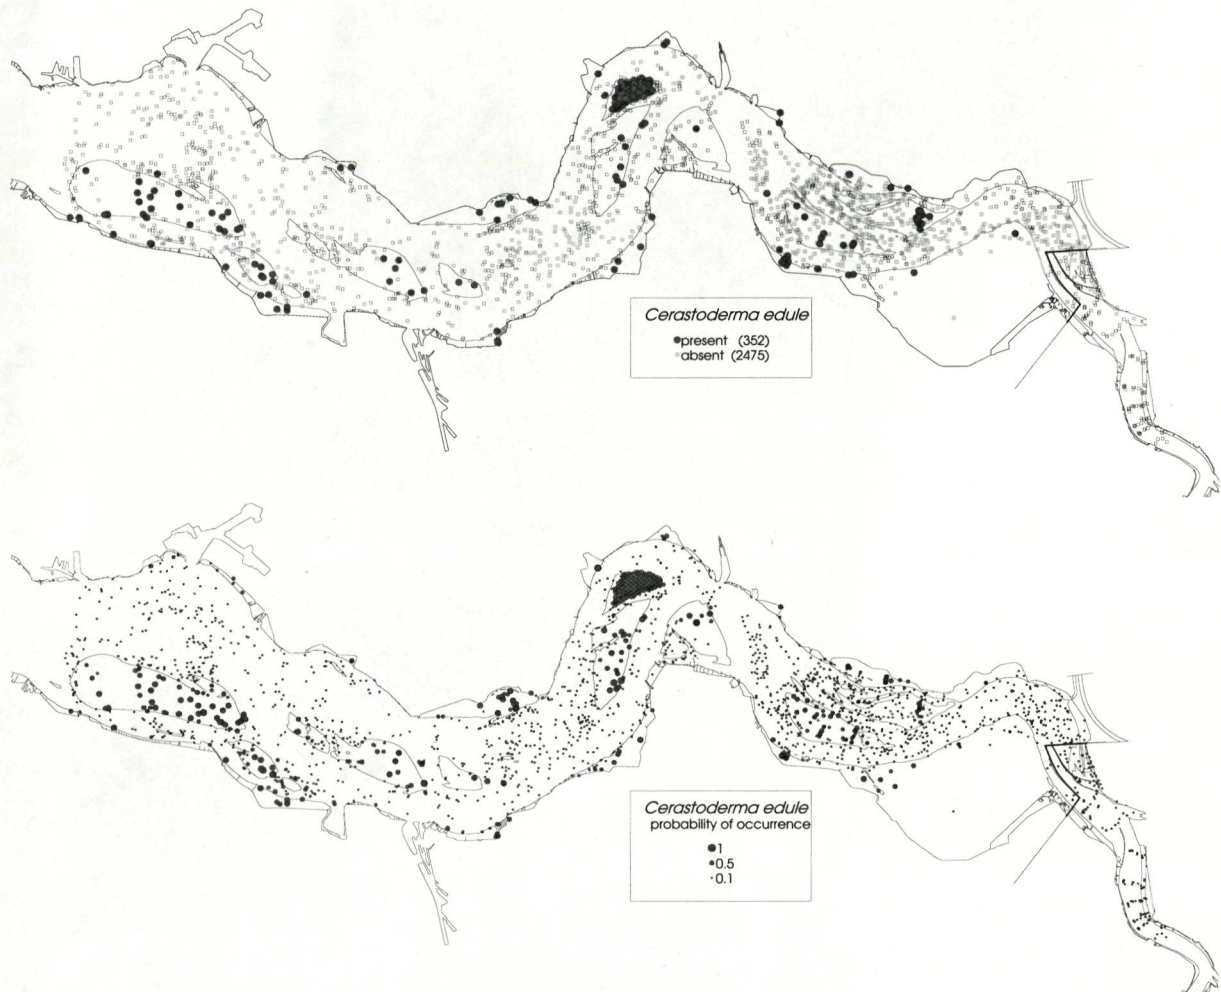 Cerastoderma edule
present (352)
absent (2475)
Cerastoderma edule
probability of occurrence
1
0.5
0.1